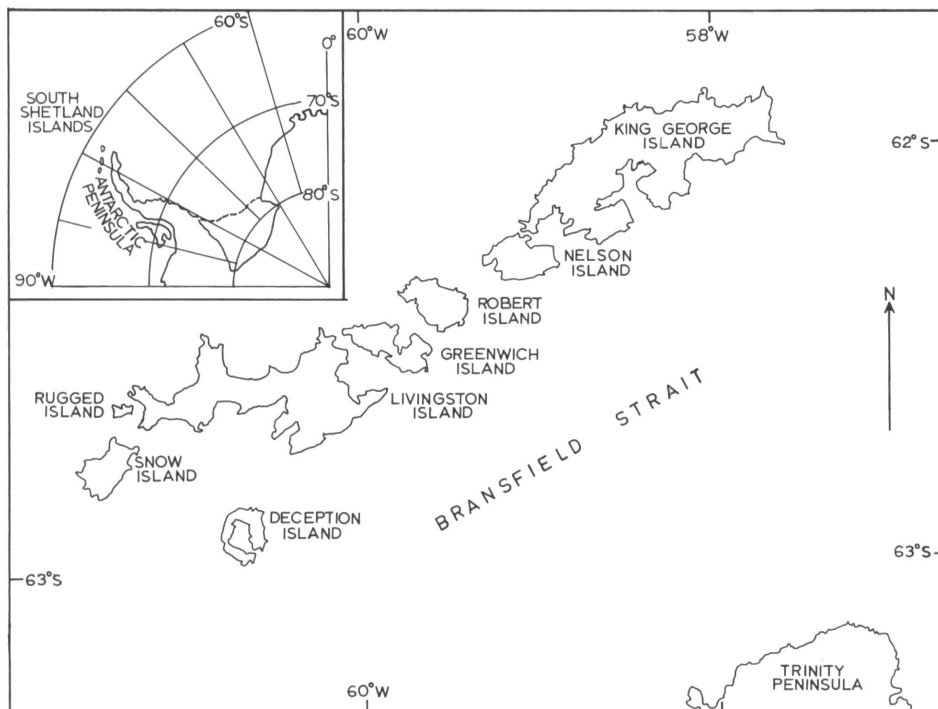 60°W
58°W
60°S
0°
SOUTH
SHETLAND
ISLANDS
70°S
80°S
ANTARCTIC
PENINSULA
90°W
KING GEORGE
ISLAND
62°S
NELSON
ISLAND
ROBERT
ISLAND
N
GREENWICH
ISLAND
RUGGED
ISLAND
LIVINGSTON
ISLAND
BRANSFIELD STRAIT
SNOW
ISLAND
DECEPTION
ISLAND
63°S
63°S
TRINITY
PENINSULA
60°W